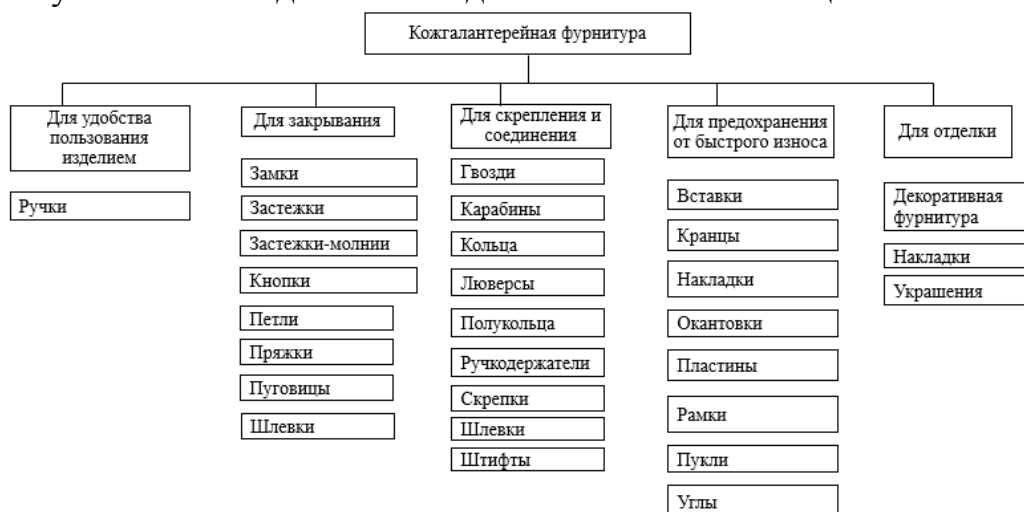 Кожгалантерейная фурнитура
Для удобства
пользования
изделием
Ручки
Для закрывания
Замки
Застежки
Застежки-молнии
Кнопки
Петли
Пряжки
Пуговицы
Шлевки
Для скрепления и
соединения
Гвозди
Карабины
Кольца
Люверсы
Полукольца
Ручкодержатели
Скрепки
Шлевки
Штифты
Для предохранения
от быстрого износа
Вставки
Кранцы
Накладки
Окантовки
Пластины
Рамки
Пукли
Углы
Для отделки
Декоративная
фурнитура
Накладки
Украшения